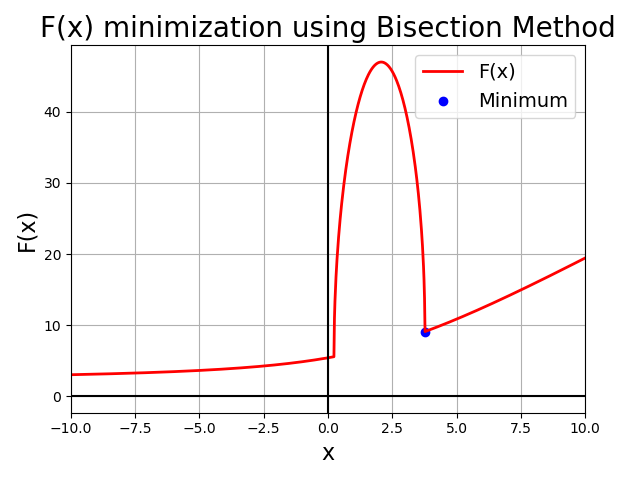 F(x) minimization using Bisection Method
F(x)
Minimum
F(x)
40
30
20
10
0
−10.0 −7.5 −5.0 −2.5 0.0 2.5 5.0 7.5 10.0
x